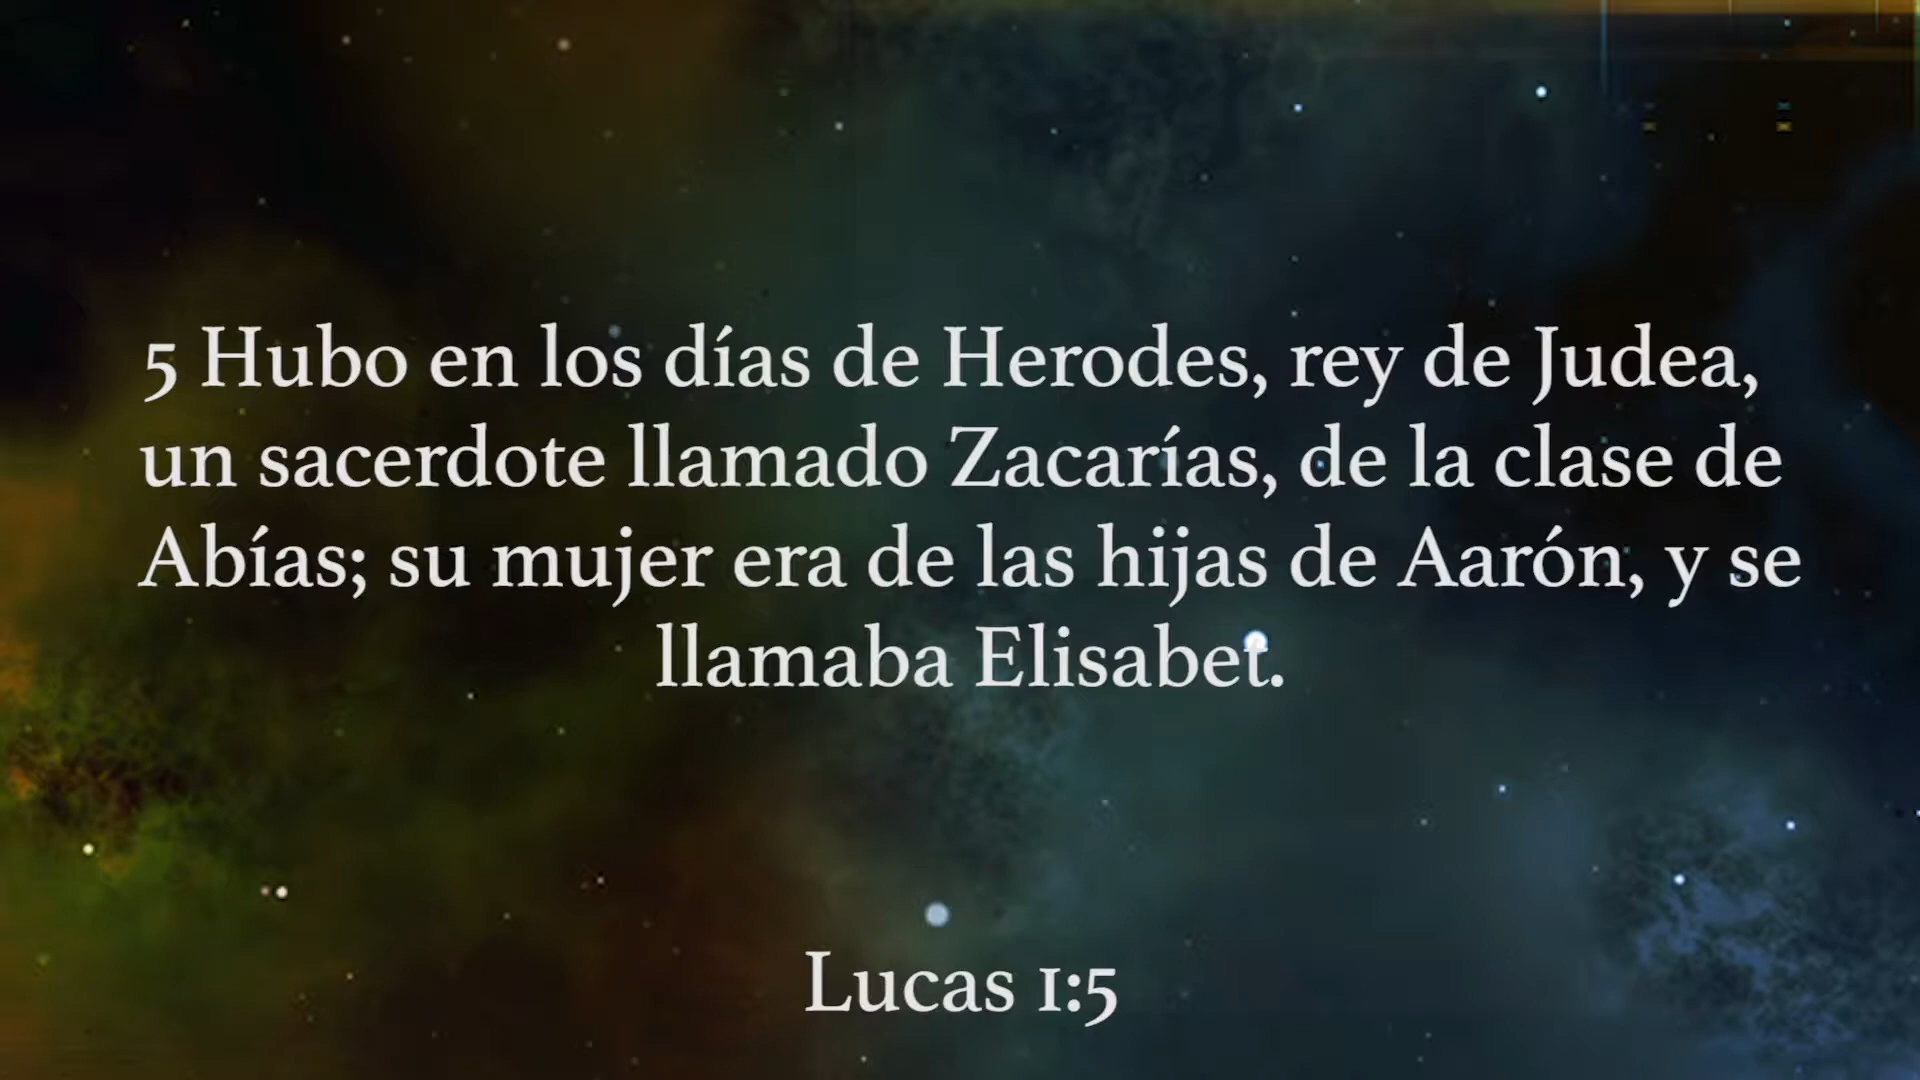 5 Hubo en los días de Herodes, rey de Judea,
un sacerdote llamado Zacarías, de la clase de
Abías; su mujer era de las hijas de Aarón, y se
llamaba Elisabet.
Lucas 1:5